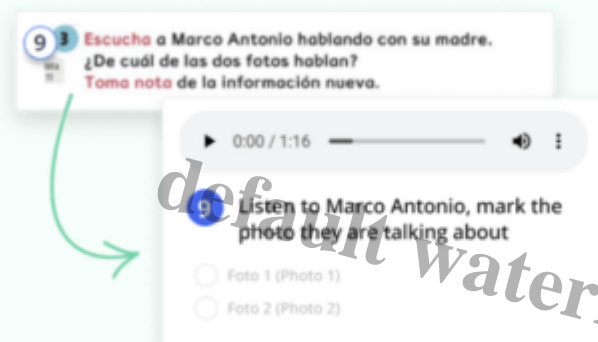 9 3 Escucha a Marco Antonio hablando con su madre.
¿De cuál de las dos fotos hablan?
Toma nota de la información nueva.
0:00 / 1:16
9 Listen to Marco Antonio, mark the
photo they are talking about
Foto 1 (Photo 1)
Foto 2 (Photo 2)
default water